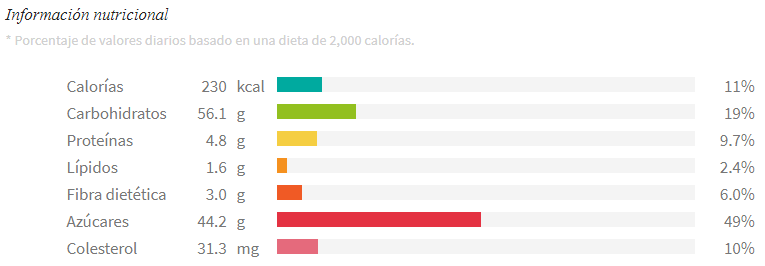 Información nutricional
* Porcentaje de valores diarios basado en una dieta de 2,000 calorías.
Calorías 230 kcal 11%
Carbohidratos 56.1 g 19%
Proteínas 4.8 g 9.7%
Lípidos 1.6 g 2.4%
Fibra dietética 3.0 g 6.0%
Azúcares 44.2 g 49%
Colesterol 31.3 mg 10%